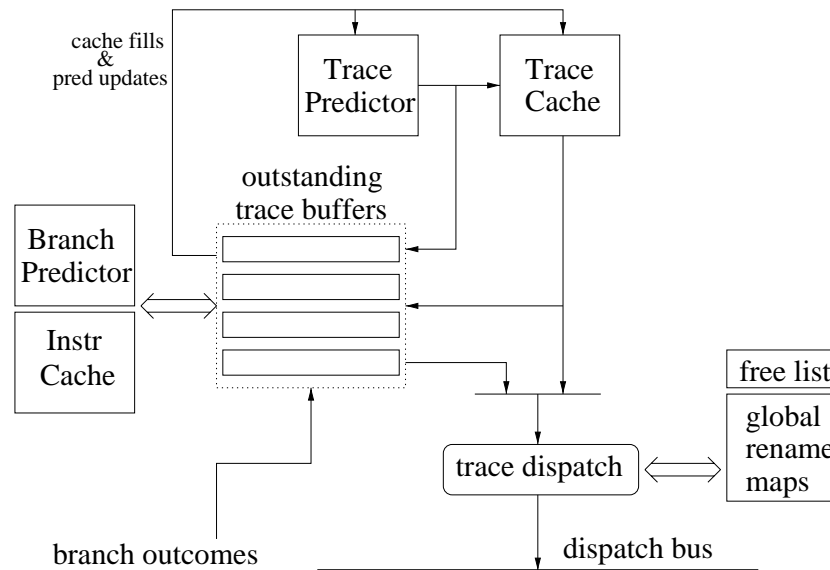 cache fills
&
pred updates
Trace
Predictor
Trace
Cache
outstanding
trace buffers
Branch
Predictor
Instr
Cache
free list
global
rename
maps
trace dispatch
branch outcomes
dispatch bus